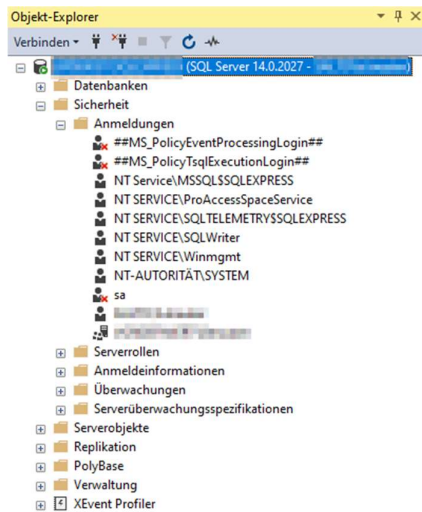 Objekt-Explorer
Verbinden
(SQL Server 14.0.2027 - )
Datenbanken
Sicherheit
Anmeldungen
##MS_PolicyEventProcessingLogin##
##MS_PolicyTsqlExecutionLogin##
NT Service\MSSQL$SQLEXPRESS
NT SERVICE\ProAccessSpaceService
NT SERVICE\SQLTELEMETRY$SQLEXPRESS
NT SERVICE\SQLWriter
NT SERVICE\Winmgmt
NT-AUTORITÄT\SYSTEM
sa
Serverrollen
Anmeldeinformationen
Überwachungen
Serverüberwachungsspezifikationen
Serverobjekte
Replikation
PolyBase
Verwaltung
XEvent Profiler